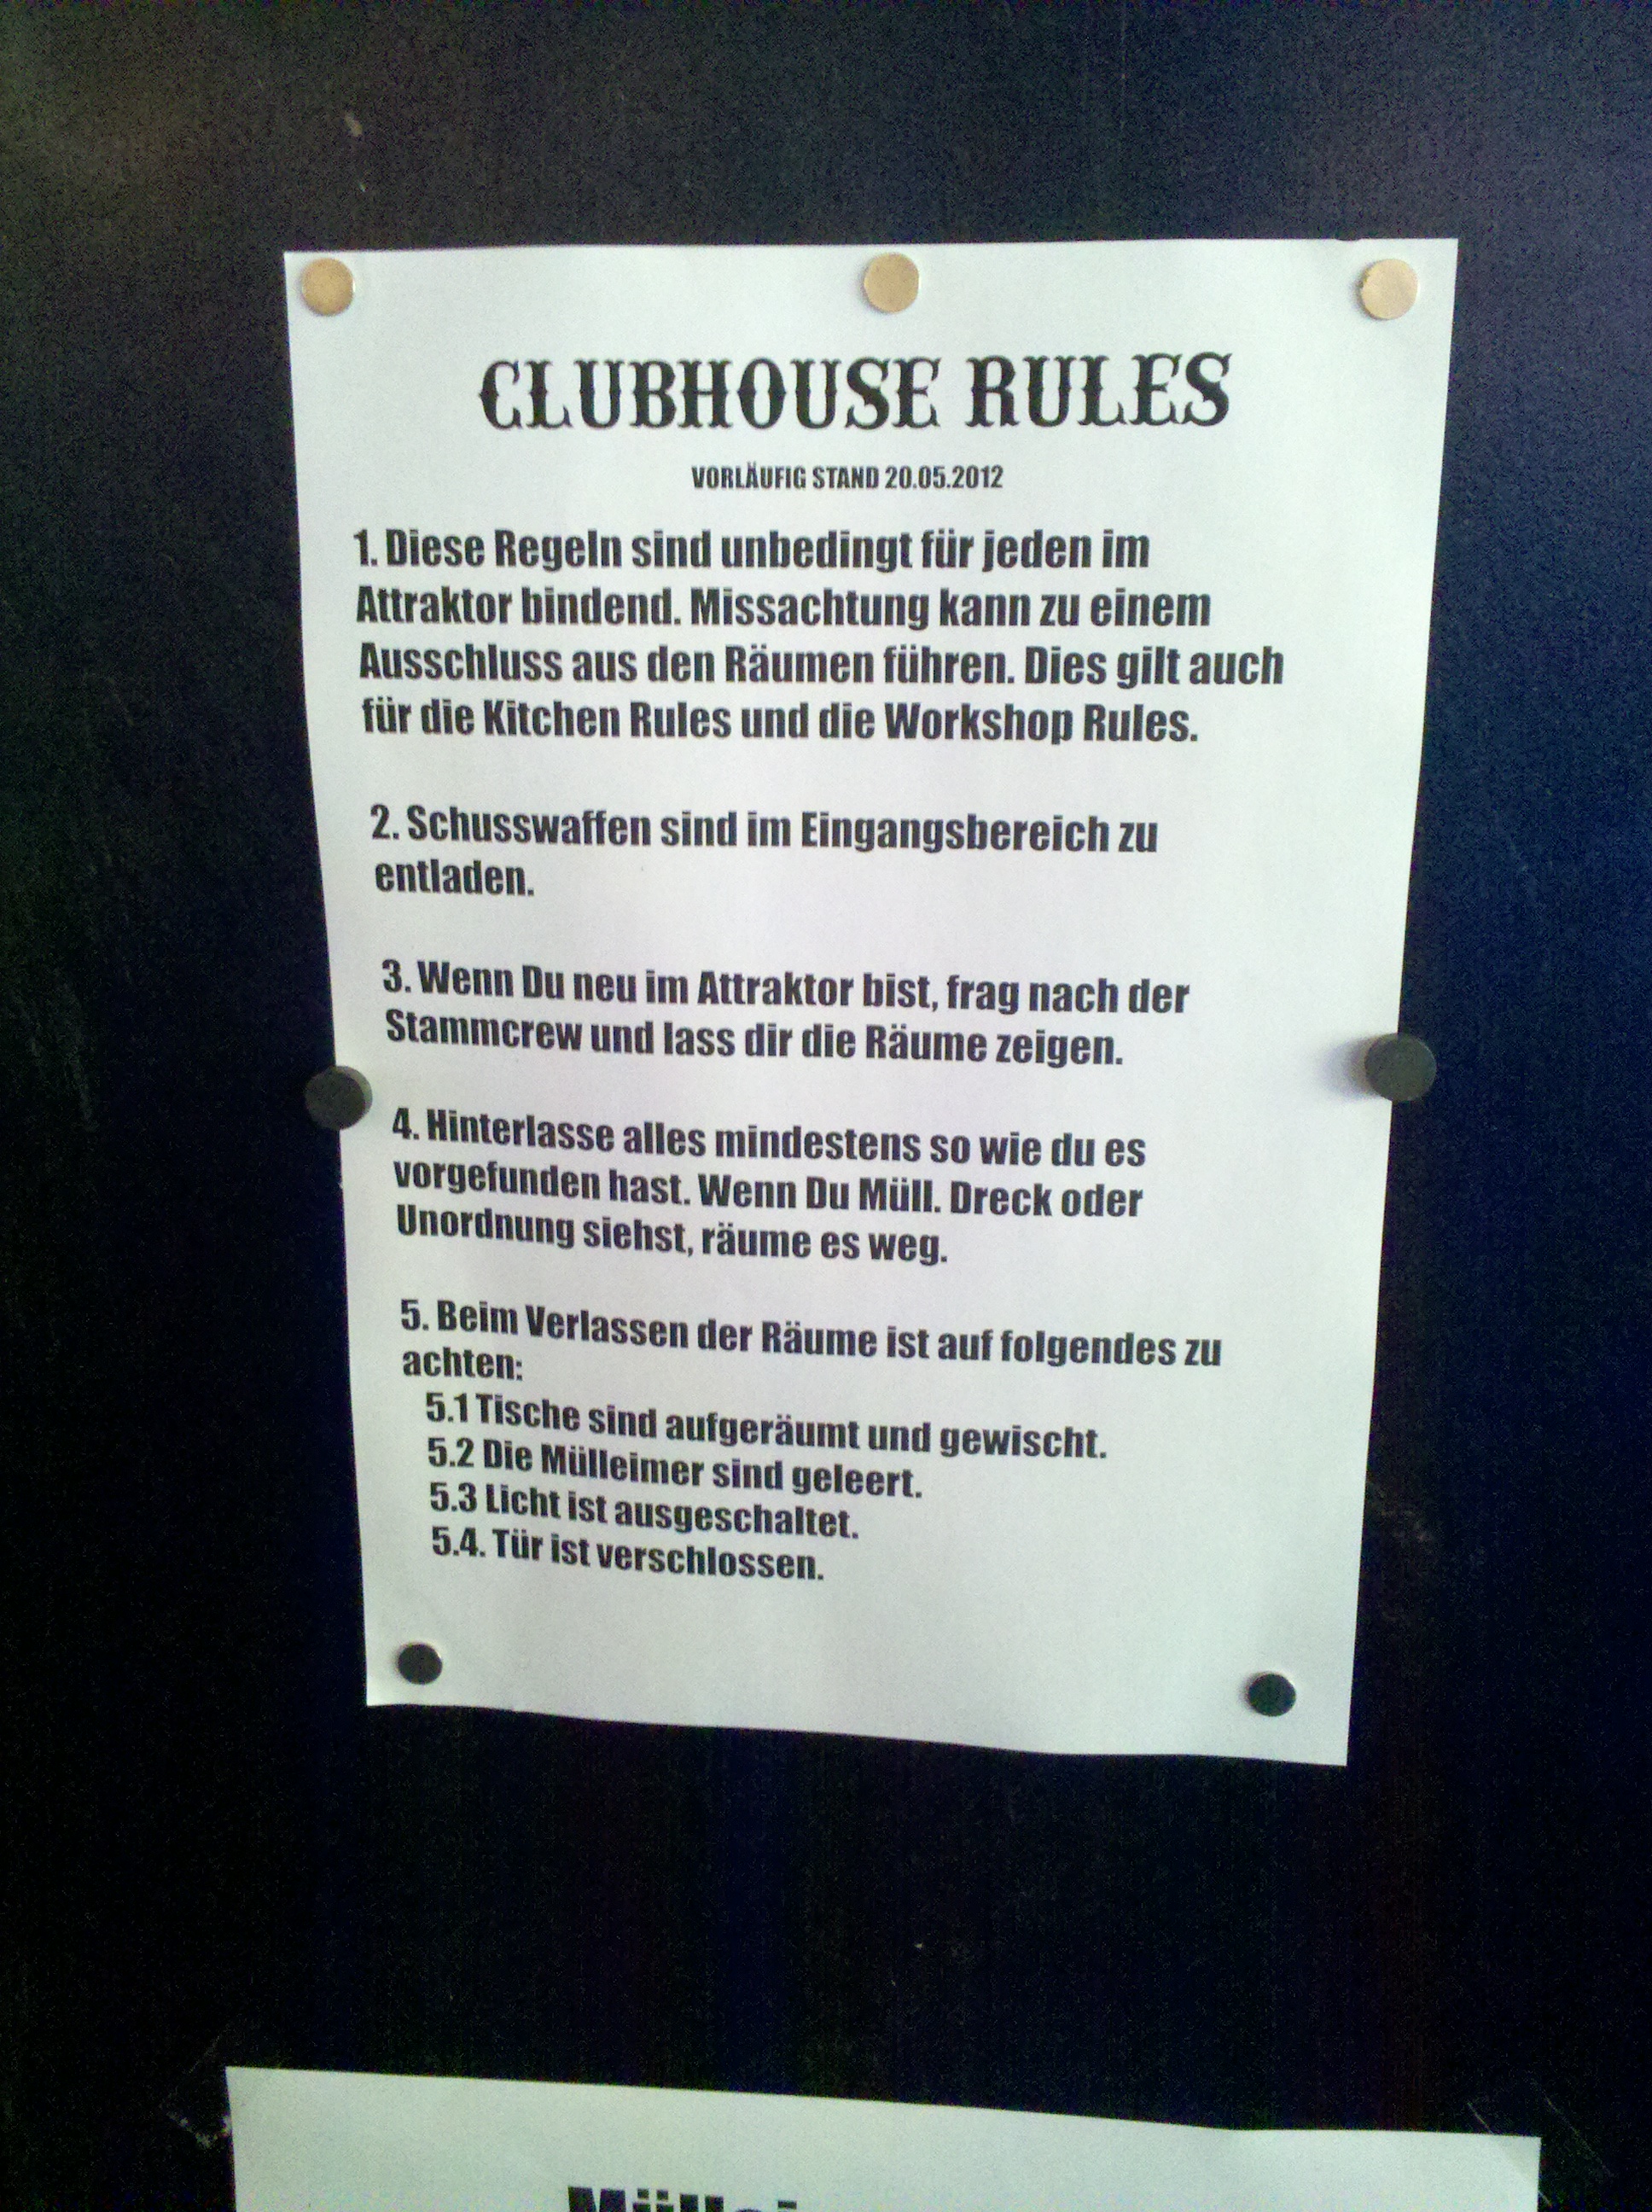 CLUBHOUSE RULES
VORLÄUFIG STAND 20.05.2012
1. Diese Regeln sind unbedingt für jeden im
Attraktor bindend. Missachtung kann zu einem
Ausschluss aus den Räumen führen. Dies gilt auch
für die Kitchen Rules und die Workshop Rules.
2. Schusswaffen sind im Eingangsbereich zu
entladen.
3. Wenn Du neu im Attraktor bist, frag nach der
Stammcrew und lass dir die Räume zeigen.
4. Hinterlasse alles mindestens so wie du es
vorgefunden hast. Wenn Du Müll. Dreck oder
Unordnung siehst, räume es weg.
5. Beim Verlassen der Räume ist auf folgendes zu
achten:
5.1 Tische sind aufgeräumt und gewischt.
5.2 Die Mülleimer sind geleert.
5.3 Licht ist ausgeschaltet.
5.4. Tür ist verschlossen.